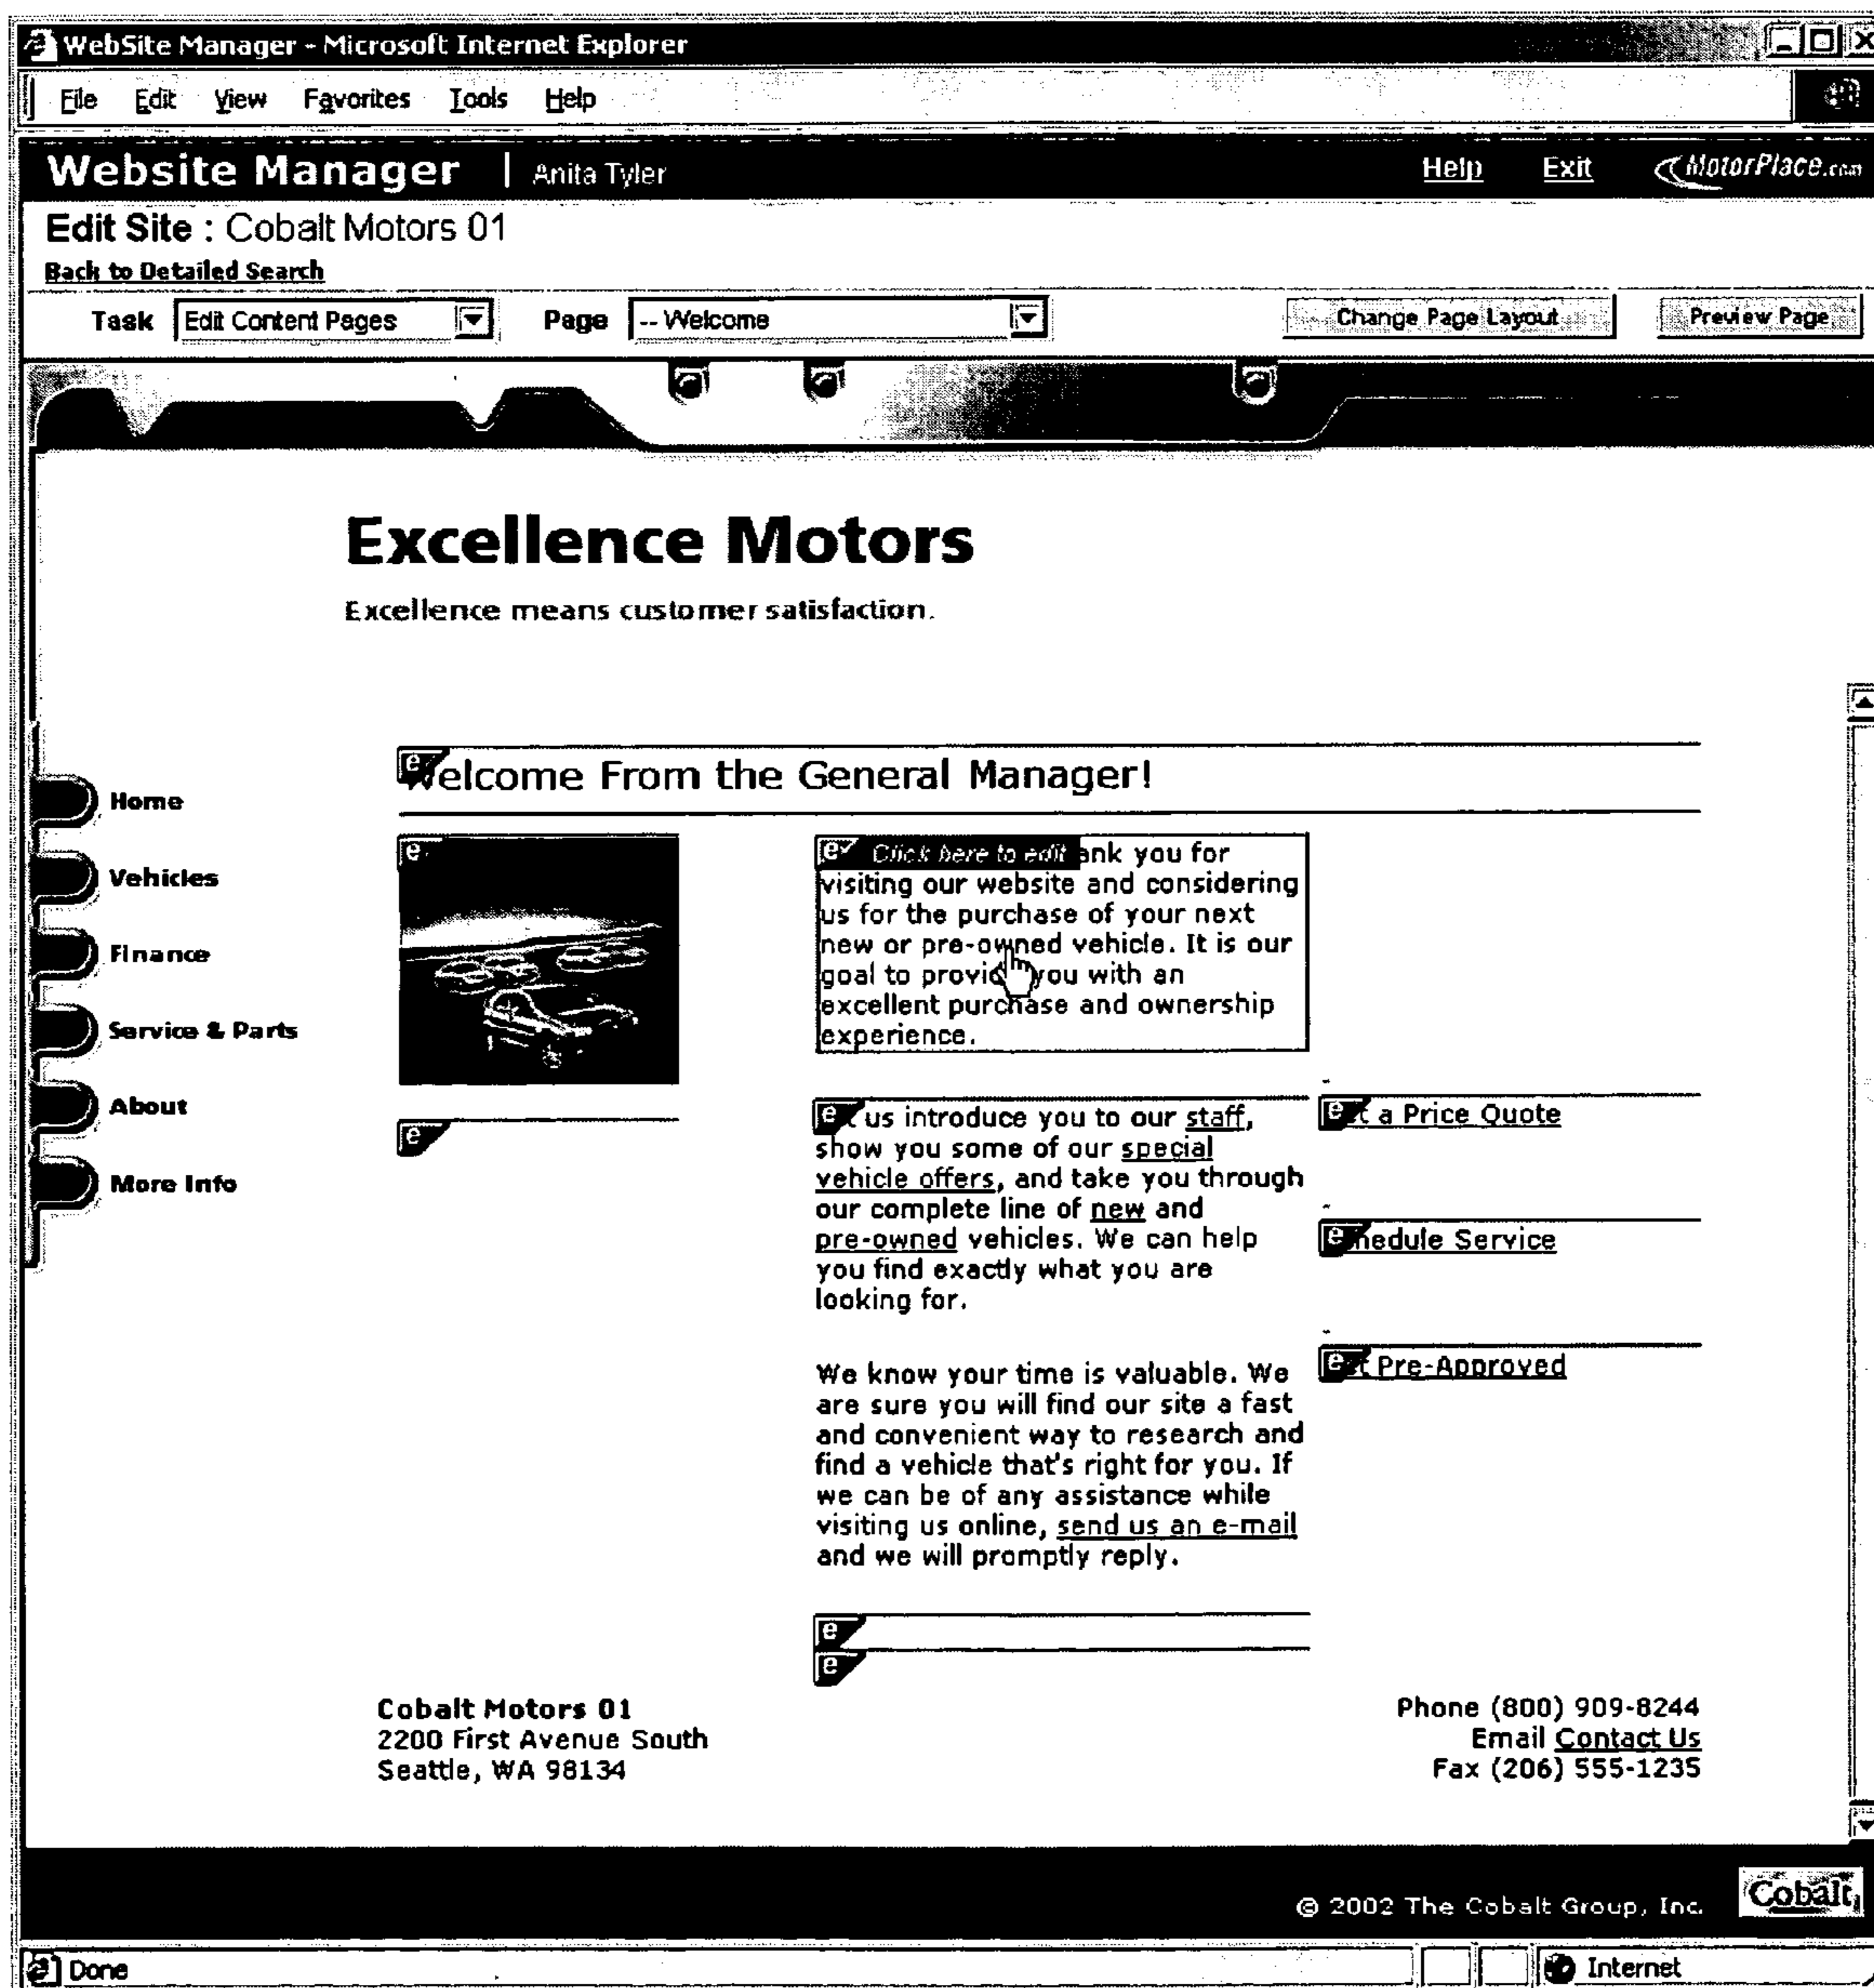 WebSite Manager - Microsoft Internet Explorer
File Edit View Favorites Tools Help
Website Manager | Anita Tyler Help Exit MotorPlace.com
Edit Site : Cobalt Motors 01
Back to Detailed Search
Task Edit Content Pages Page -- Welcome Change Page Layout Preview Page
Excellence Motors
Excellence means customer satisfaction.
e elcome From the General Manager!
Home
Vehicles
Finance
Service & Parts
About
More Info
e
e
e Click here to edit ank you for
visiting our website and considering
us for the purchase of your next
new or pre-owned vehicle. It is our
goal to provid you with an
excellent purchase and ownership
experience.
e us introduce you to our staff,
show you some of our special
vehicle offers, and take you through
our complete line of new and
pre-owned vehicles. We can help
you find exactly what you are
looking for.
We know your time is valuable. We
are sure you will find our site a fast
and convenient way to research and
find a vehicle that's right for you. If
we can be of any assistance while
visiting us online, send us an e-mail
and we will promptly reply.
e
e
e t a Price Quote
e hedule Service
e t Pre-Approved
Cobalt Motors 01
2200 First Avenue South
Seattle, WA 98134
Phone (800) 909-8244
Email Contact Us
Fax (206) 555-1235
© 2002 The Cobalt Group, Inc. Cobalt
Done Internet